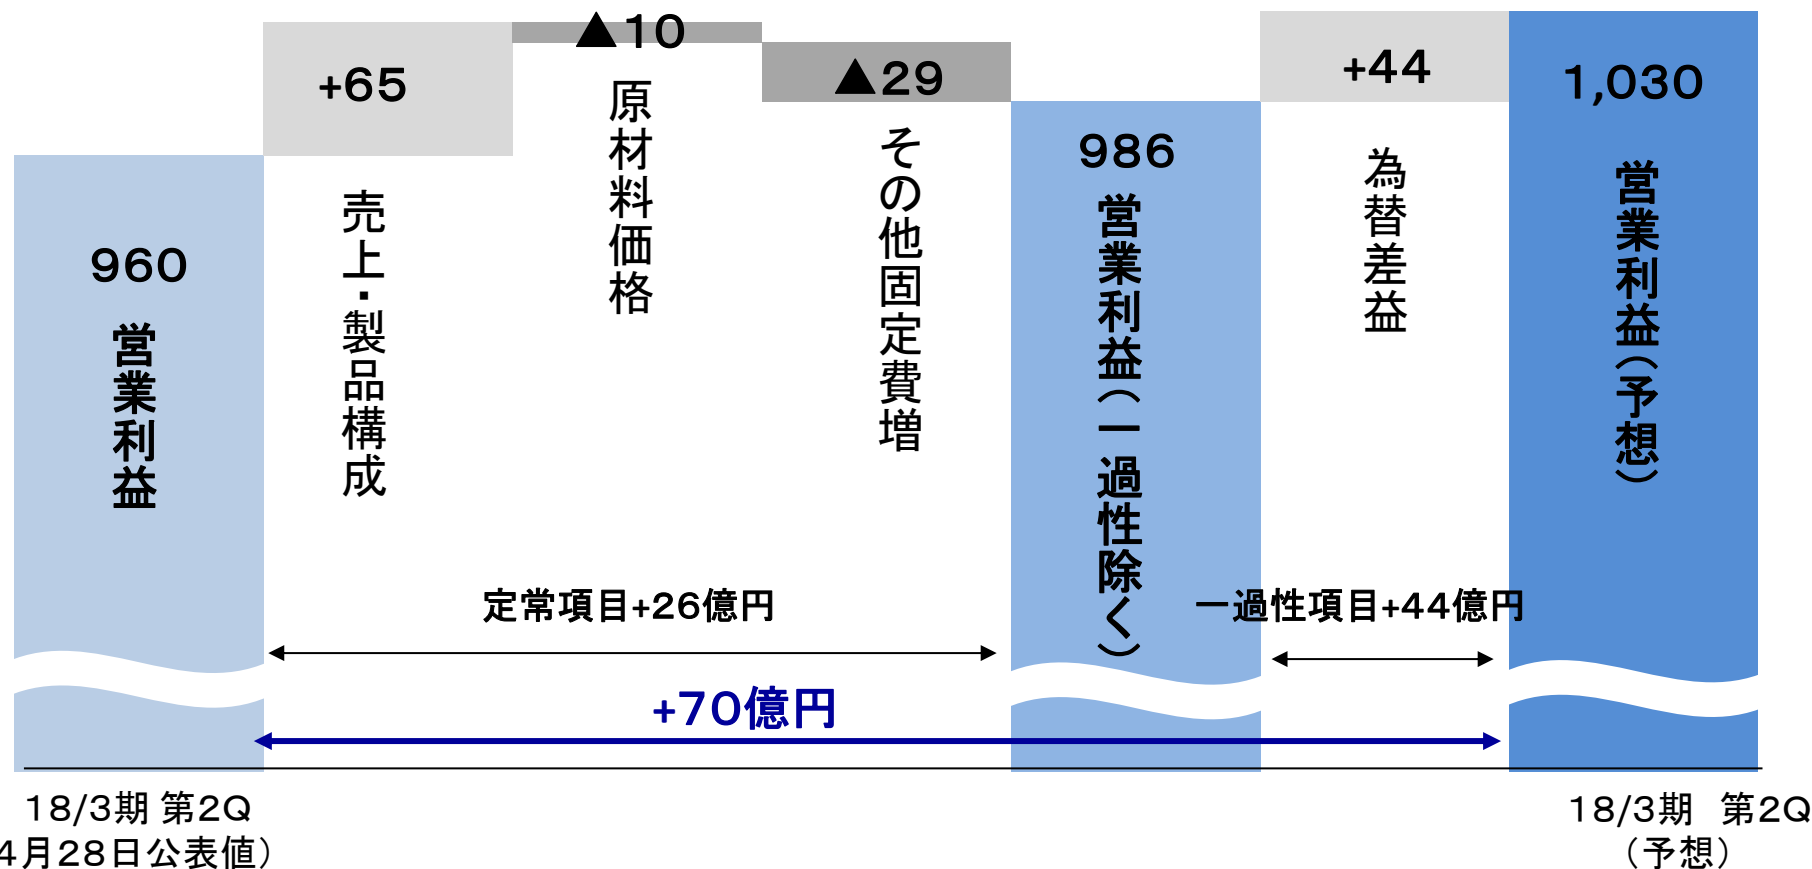 960
営業利益
+65
売上・製品構成
▲10
原材料価格
▲29
その他固定費増
986
営業利益(一過性除く)
+44
為替差益
1,030
営業利益(予想)
定常項目+26億円
一過性項目+44億円
+70億円
18/3期 第2Q
4月28日公表値)
18/3期　第2Q
(予想)